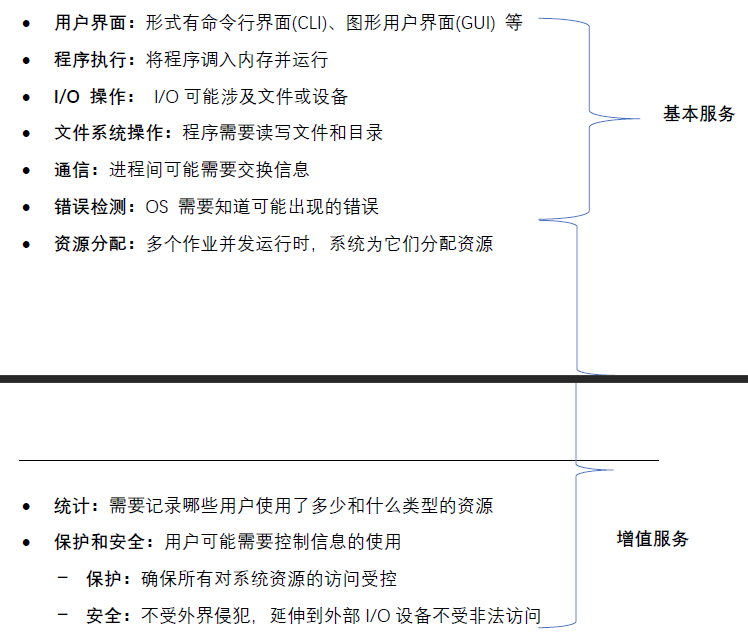 • 用户界面：形式有命令行界面(CLI)、图形用户界面(GUI) 等
• 程序执行：将程序调入内存并运行
• I/O 操作： I/O 可能涉及文件或设备
基本服务
• 文件系统操作：程序需要读写文件和目录
• 通信：进程间可能需要交换信息
• 错误检测：OS 需要知道可能出现的错误
• 资源分配：多个作业并发运行时，系统为它们分配资源
• 统计：需要记录哪些用户使用了多少和什么类型的资源
• 保护和安全：用户可能需要控制信息的使用
增值服务
– 保护：确保所有对系统资源的访问受控
– 安全：不受外界侵犯，延伸到外部 I/O 设备不受非法访问